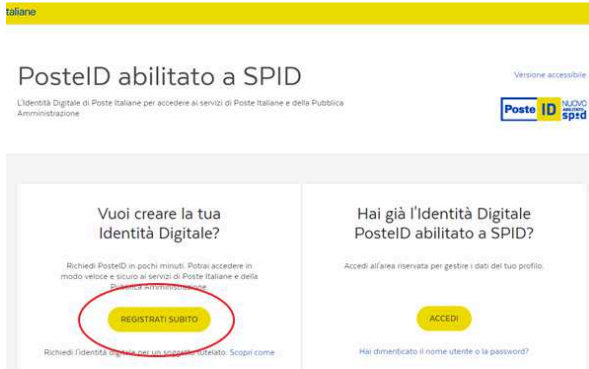 taliane
PosteID abilitato a SPID
Versione accessibile
L'Identità Digitale di Poste Italiane per accedere ai servizi di Poste Italiane e della Pubblica
Amministrazione
Poste ID NUOVO
ABILITATO
spid
Vuoi creare la tua
Identità Digitale?
Richiedi PosteID in pochi minuti. Potrai accedere in
modo veloce e sicuro ai servizi di Poste Italiane e della
Pubblica Amministrazione
REGISTRATI SUBITO
Richiedi l'identità digitale per un soggetto tutelato. Scopri come
Hai già l'Identità Digitale
PosteID abilitato a SPID?
Accedi all'area riservata per gestire i dati del tuo profilo.
ACCEDI
Hai dimenticato il nome utente o la password?